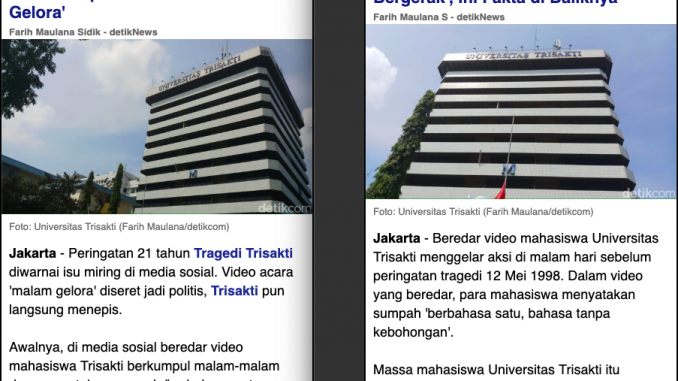 Gelora'
Farih Maulana Sidik - detikNews
UNIVERSITAS TRISAKTI
detikcom
Foto: Universitas Trisakti (Farih Maulana/detikcom)
Jakarta - Peringatan 21 tahun Tragedi Trisakti
diwarnai isu miring di media sosial. Video acara
'malam gelora' diseret jadi politis, Trisakti pun
langsung menepis.
Awalnya, di media sosial beredar video
mahasiswa Trisakti berkumpul malam-malam
Bergerak', Ini Fakta di Baliknya
Farih Maulana S - detikNews
UNIVERSITAS TRISAKTI
detikcom
Foto: Universitas Trisakti (Farih Maulana/detikcom)
Jakarta - Beredar video mahasiswa Universitas
Trisakti menggelar aksi di malam hari sebelum
peringatan tragedi 12 Mei 1998. Dalam video
yang beredar, para mahasiswa menyatakan
sumpah 'berbahasa satu, bahasa tanpa
kebohongan'.
Massa mahasiswa Universitas Trisakti itu